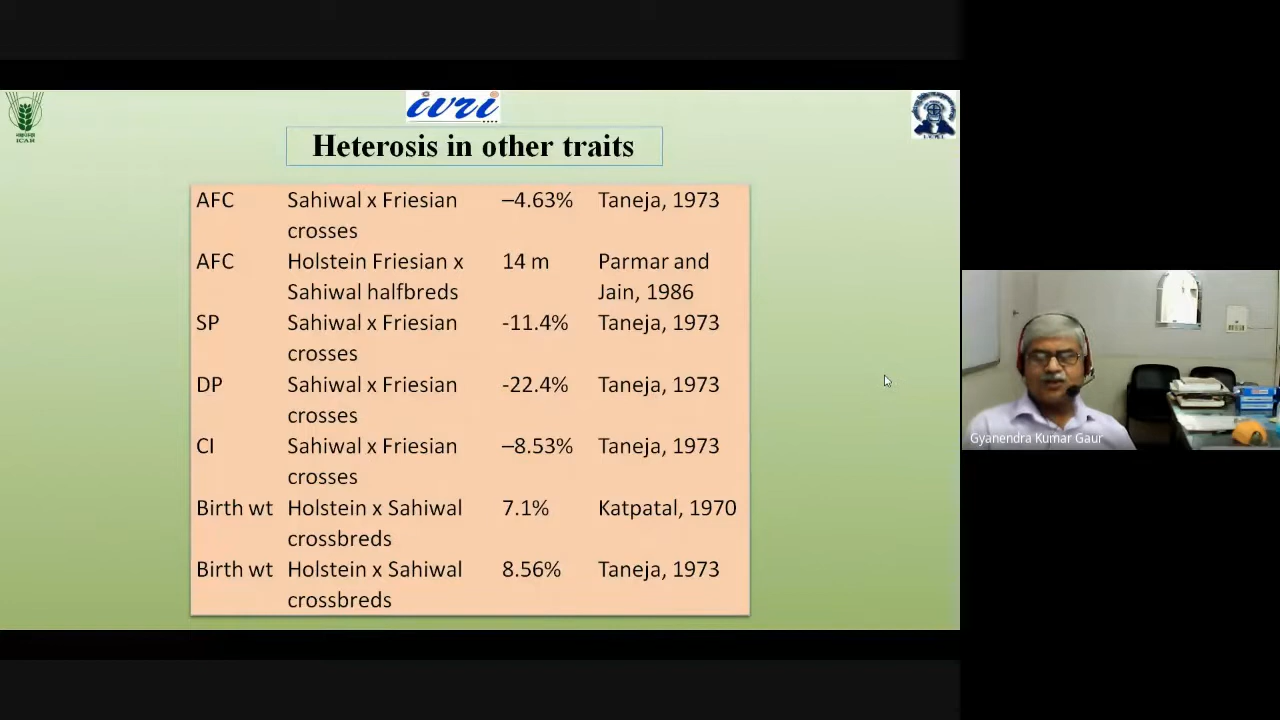 ivri
Heterosis in other traits
AFC Sahiwal x Friesian –4.63% Taneja, 1973
crosses
AFC Holstein Friesian x 14 m Parmar and
Sahiwal halfbreds Jain, 1986
SP Sahiwal x Friesian -11.4% Taneja, 1973
crosses
DP Sahiwal x Friesian -22.4% Taneja, 1973
crosses
CI Sahiwal x Friesian –8.53% Taneja, 1973
crosses
Birth wt Holstein x Sahiwal 7.1% Katpatal, 1970
crossbreds
Birth wt Holstein x Sahiwal 8.56% Taneja, 1973
crossbreds
ICAR
Gyanendra Kumar Gaur